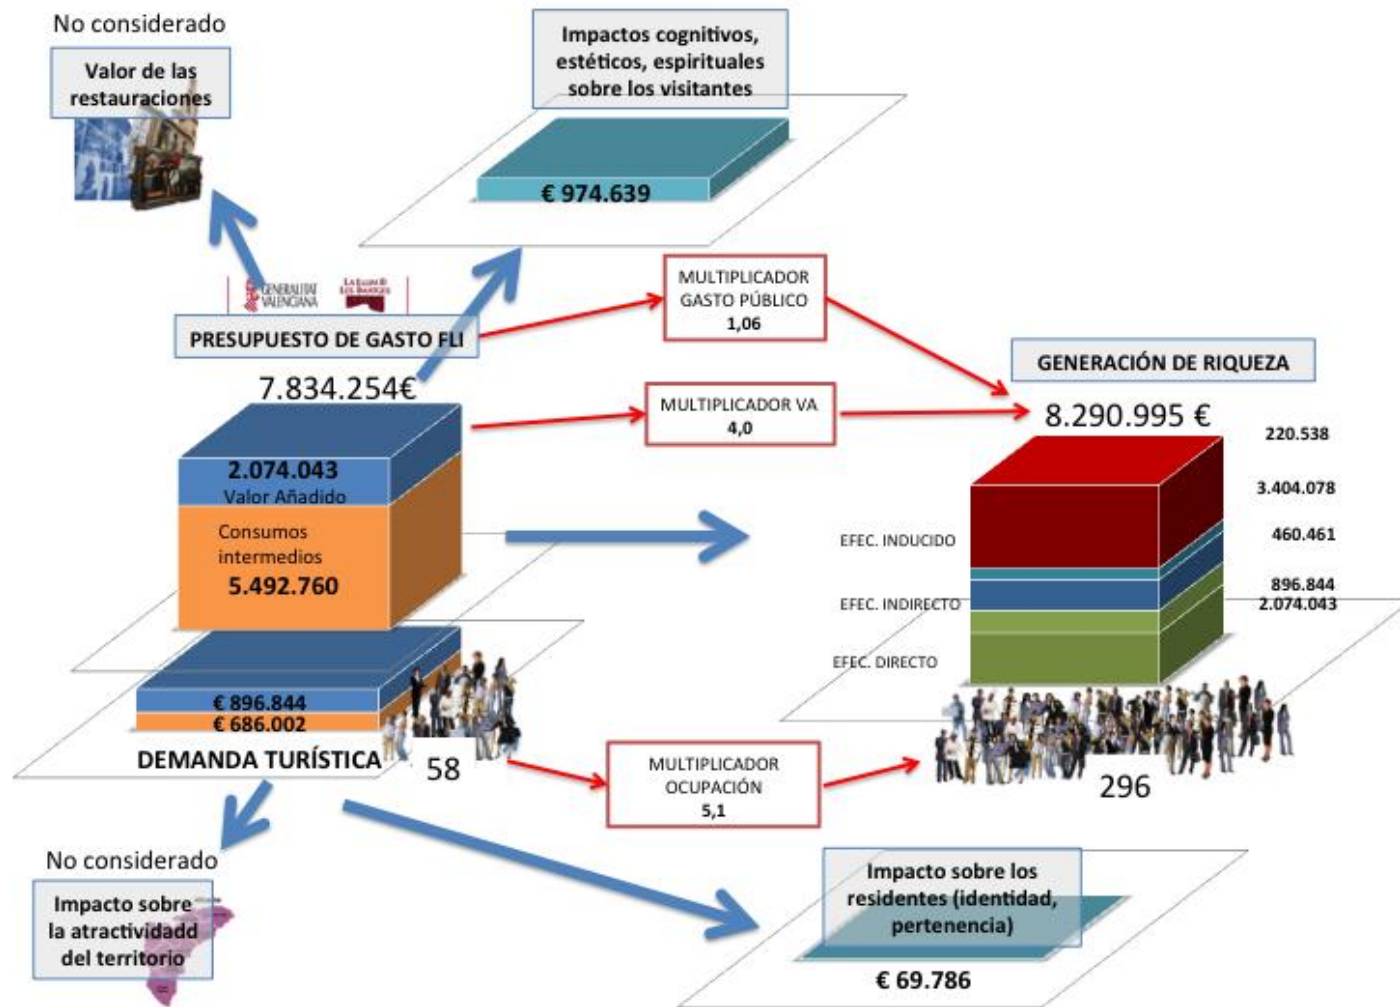 No considerado
Valor de las
restauraciones
Impactos cognitivos,
estéticos, espirituales
sobre los visitantes
€ 974.639
GENERALITAT
VALENCIANA
MULTIPLICADOR
GASTO PÚBLICO
1,06
PRESUPUESTO DE GASTO FLI
7.834.254€
MULTIPLICADOR VA
4,0
GENERACIÓN DE RIQUEZA
8.290.995 €
220.538
3.404.078
460.461
896.844
2.074.043
2.074.043
Valor Añadido
Consumos
intermedios
5.492.760
EFEC. INDUCIDO
EFEC. INDIRECTO
EFEC. DIRECTO
€ 896.844
€ 686.002
DEMANDA TURÍSTICA
58
MULTIPLICADOR
OCUPACIÓN
5,1
296
No considerado
Impacto sobre
la atractividadd
del territorio
Impacto sobre los
residentes (identidad,
pertenencia)
€ 69.786